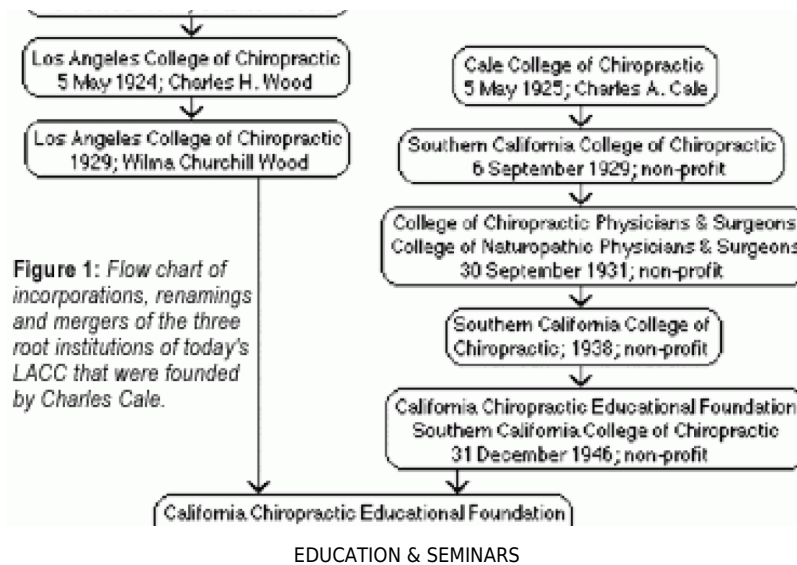 Los Angeles College of Chiropractic
5 May 1924; Charles H. Wood
Los Angeles College of Chiropractic
1929; Wilma Churchill Wood
Cale College of Chiropractic
5 May 1925; Charles A. Cale
Southern California College of Chiropractic
6 September 1929; non-profit
College of Chiropractic Physicians & Surgeons
College of Naturopathic Physicians & Surgeons
30 September 1931; non-profit
Southern California College of
Chiropractic; 1938; non-profit
California Chiropractic Educational Foundation
Southern California College of Chiropractic
31 December 1946; non-profit
Figure 1: Flow chart of
incorporations, renamings
and mergers of the three
root institutions of today's
LACC that were founded
by Charles Cale.
California Chiropractic Educational Foundation
EDUCATION & SEMINARS